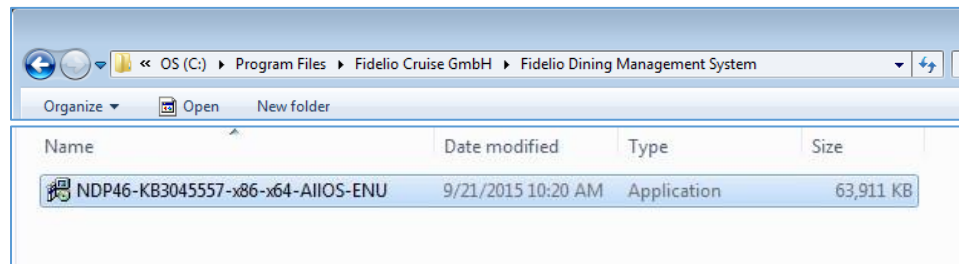 « OS (C:) ▸ Program Files ▸ Fidelio Cruise GmbH ▸ Fidelio Dining Management System
Organize Open New folder
Name Date modified Type Size
NDP46-KB3045557-x86-x64-AllOS-ENU 9/21/2015 10:20 AM Application 63,911 KB